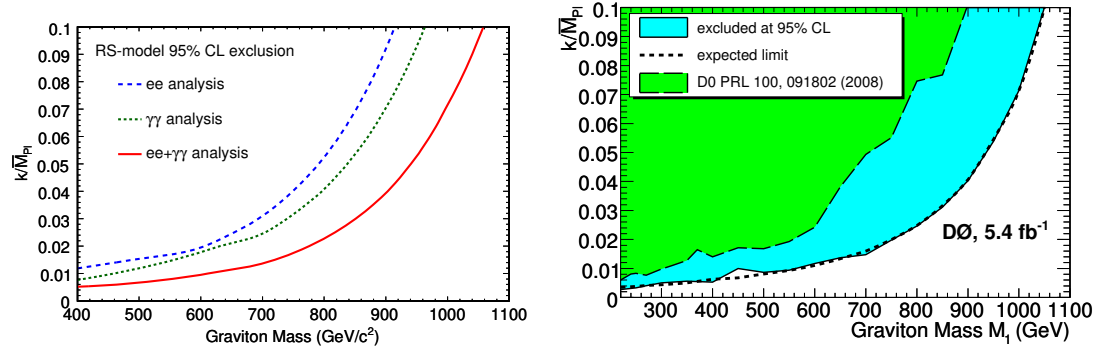 k/M̅Pl
0.1
0.09
0.08
0.07
0.06
0.05
0.04
0.03
0.02
0.01
0
RS-model 95% CL exclusion
ee analysis
γγ analysis
ee+γγ analysis
400 500 600 700 800 900 1000 1100
Graviton Mass (GeV/c²)
k/M̅Pl
0.1
0.09
0.08
0.07
0.06
0.05
0.04
0.03
0.02
0.01
0
excluded at 95% CL
expected limit
D0 PRL 100, 091802 (2008)
DØ, 5.4 fb⁻¹
300 400 500 600 700 800 900 1000 1100
Graviton Mass M₁ (GeV)